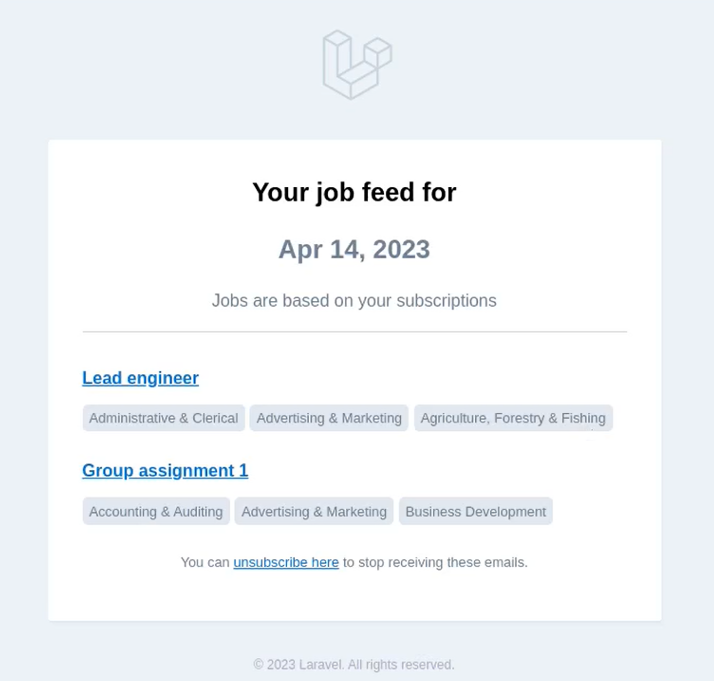 Your job feed for
Apr 14, 2023
Jobs are based on your subscriptions
Lead engineer
Administrative & Clerical Advertising & Marketing Agriculture, Forestry & Fishing
Group assignment 1
Accounting & Auditing Advertising & Marketing Business Development
You can unsubscribe here to stop receiving these emails.
© 2023 Laravel. All rights reserved.